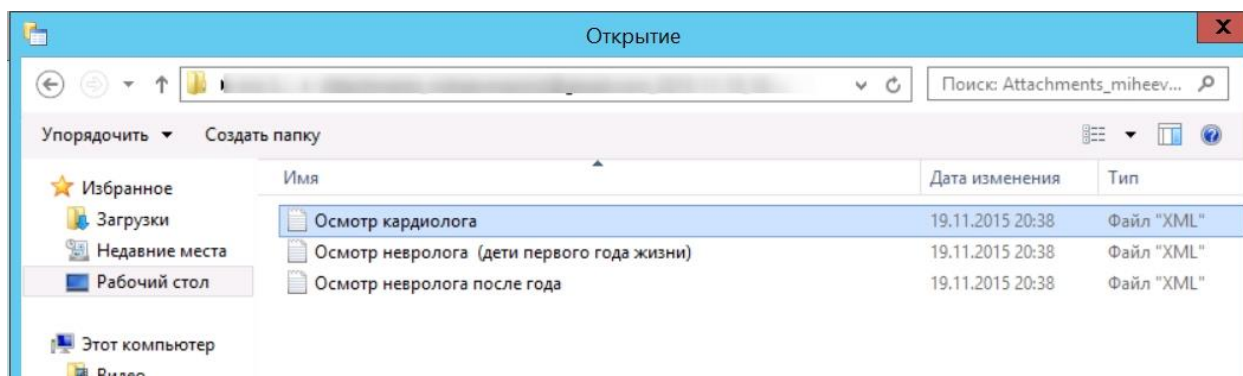 Открытие
x
Поиск: Attachments_miheev...
Упорядочить Создать папку
Имя Дата изменения Тип
Избранное
Загрузки
Недавние места
Рабочий стол
Осмотр кардиолога 19.11.2015 20:38 Файл "XML"
Осмотр невролога (дети первого года жизни) 19.11.2015 20:38 Файл "XML"
Осмотр невролога после года 19.11.2015 20:38 Файл "XML"
Этот компьютер
Видео